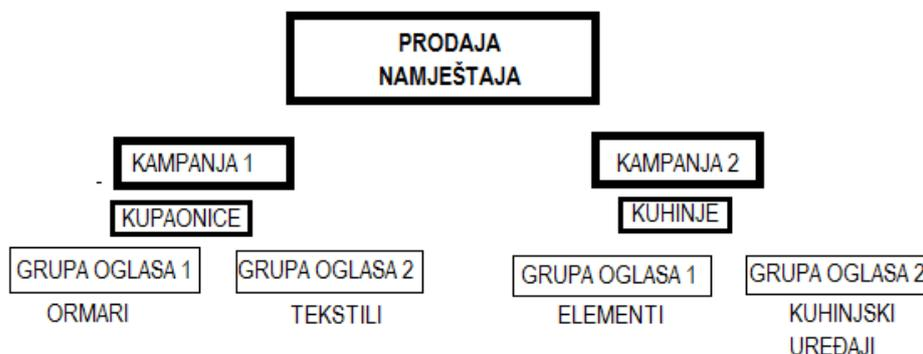 PRODAJA
NAMJEŠTAJA
KAMPANJA 1
KAMPANJA 2
-
KUPAONICE
KUHINJE
GRUPA OGLASA 1
GRUPA OGLASA 2
GRUPA OGLASA 1
GRUPA OGLASA 2
ORMARI
TEKSTILI
ELEMENTI
KUHINJSKI
UREĐAJI